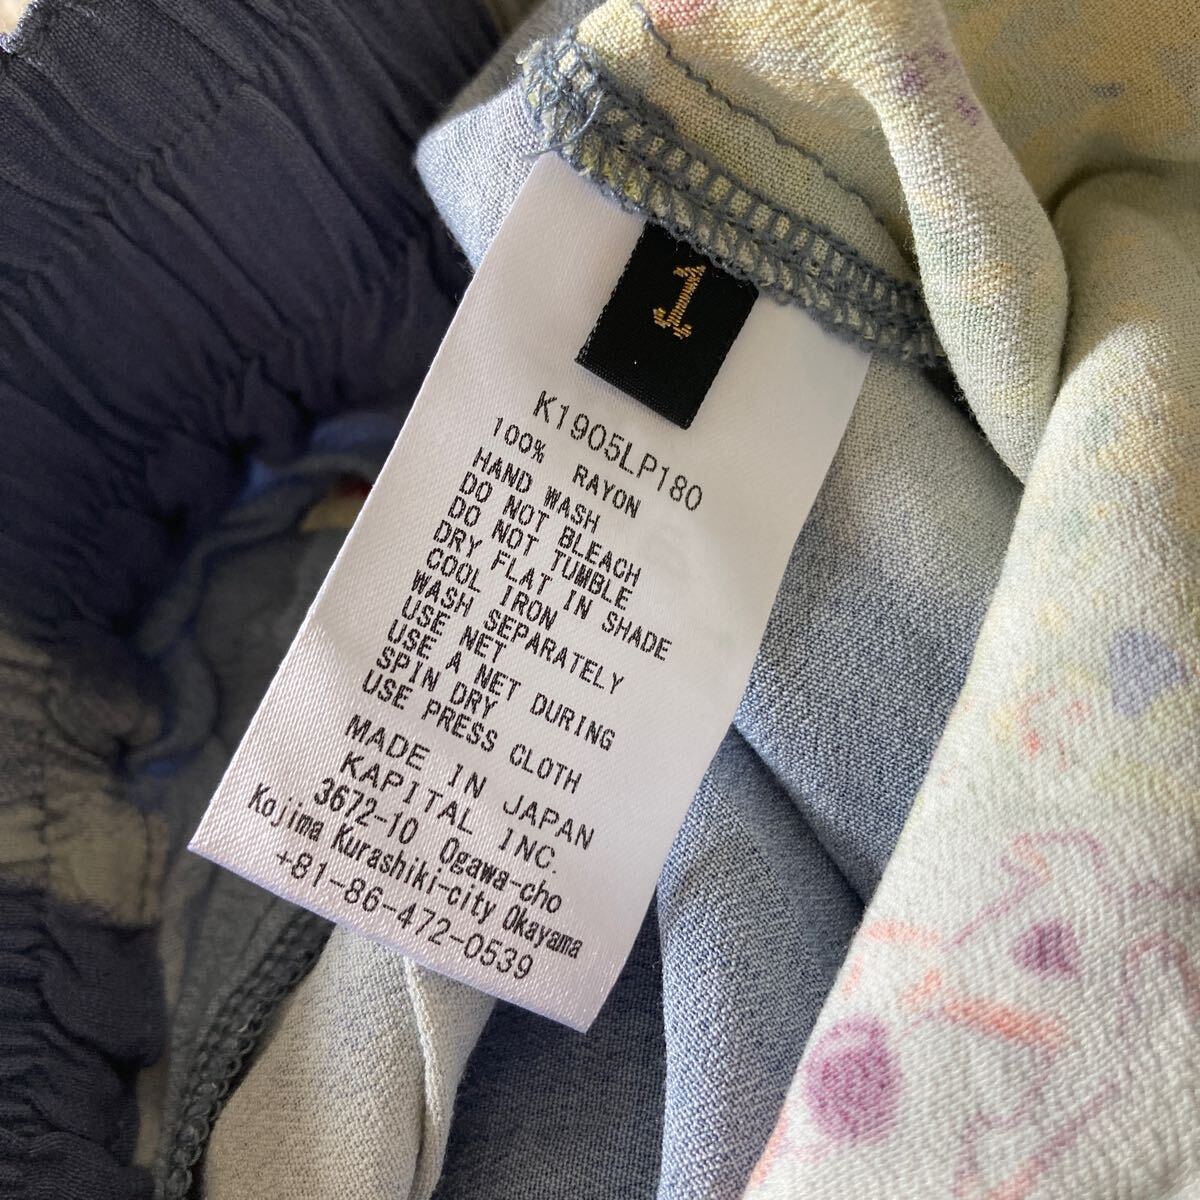 1
K1905LP180
100% RAYON
HAND WASH
DO NOT BLEACH
DO NOT TUMBLE
DRY FLAT IN SHADE
COOL IRON
WASH SEPARATELY
USE NET
USE A NET DURING
SPIN DRY
USE PRESS CLOTH
MADE IN JAPAN
KAPITAL INC.
3672-10 Ogawa-cho
Kojima Kurashiki-city Okayama
+81-86-472-0539